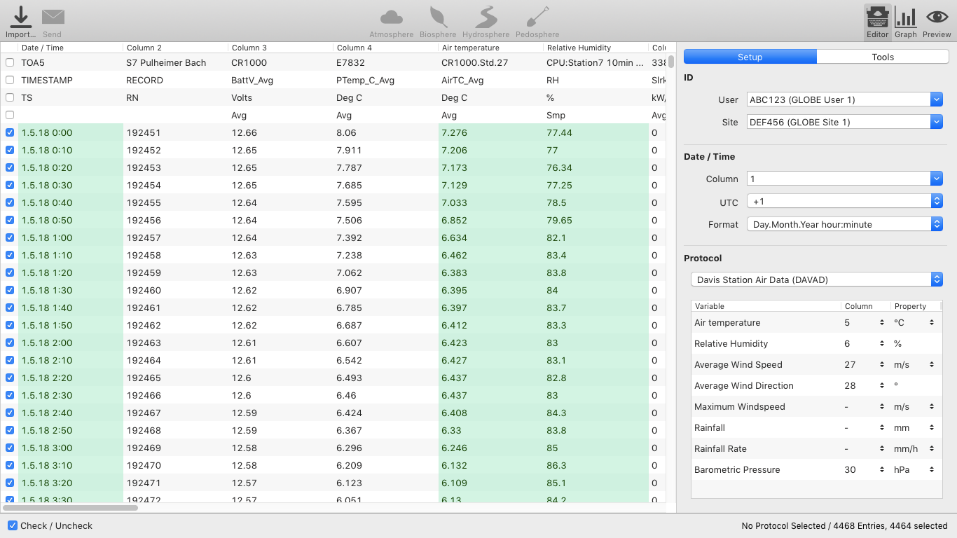 Import... Send Atmosphere Biosphere Hydrosphere Pedosphere Editor Graph Preview
Date / Time Column 2 Column 3 Column 4 Air temperature Relative Humidity
TOA5 S7 Pulheimer Bach CR1000 E7832 CR1000.Std.27 CPU:Station7 10min ...
TIMESTAMP RECORD BattV_Avg PTemp_C_Avg AirTC_Avg RH
TS RN Volts Deg C Deg C % kW/
Avg Avg Avg Smp Avg
1.5.18 0:00 192451 12.66 8.06 7.276 77.44 0
1.5.18 0:10 192452 12.65 7.911 7.206 77 0
1.5.18 0:20 192453 12.65 7.787 7.173 76.34 0
1.5.18 0:30 192454 12.65 7.685 7.129 77.25 0
1.5.18 0:40 192455 12.64 7.595 7.033 78.5 0
1.5.18 0:50 192456 12.64 7.506 6.852 79.65 0
1.5.18 1:00 192457 12.64 7.392 6.634 82.1 0
1.5.18 1:10 192458 12.63 7.238 6.462 83.4 0
1.5.18 1:20 192459 12.63 7.062 6.383 83.8 0
1.5.18 1:30 192460 12.62 6.907 6.395 84 0
1.5.18 1:40 192461 12.62 6.785 6.397 83.7 0
1.5.18 1:50 192462 12.62 6.687 6.412 83.3 0
1.5.18 2:00 192463 12.61 6.607 6.423 83 0
1.5.18 2:10 192464 12.61 6.542 6.427 83.1 0
1.5.18 2:20 192465 12.6 6.493 6.437 82.8 0
1.5.18 2:30 192466 12.6 6.46 6.437 83 0
1.5.18 2:40 192467 12.59 6.424 6.408 84.3 0
1.5.18 2:50 192468 12.59 6.367 6.33 83.8 0
1.5.18 3:00 192469 12.58 6.296 6.246 85 0
1.5.18 3:10 192470 12.58 6.209 6.132 86.3 0
1.5.18 3:20 192471 12.57 6.123 6.109 85.1 0
1.5.18 3:30 192472 12.57 6.051 6.13 84.2 0
Check / Uncheck
Setup Tools
ID
User ABC123 (GLOBE User 1)
Site DEF456 (GLOBE Site 1)
Date / Time
Column 1
UTC +1
Format Day.Month.Year hour:minute
Protocol
Davis Station Air Data (DAVAD)
Variable Column Property
Air temperature 5 °C
Relative Humidity 6 %
Average Wind Speed 27 m/s
Average Wind Direction 28 °
Maximum Windspeed - m/s
Rainfall - mm
Rainfall Rate - mm/h
Barometric Pressure 30 hPa
No Protocol Selected / 4468 Entries, 4464 selected